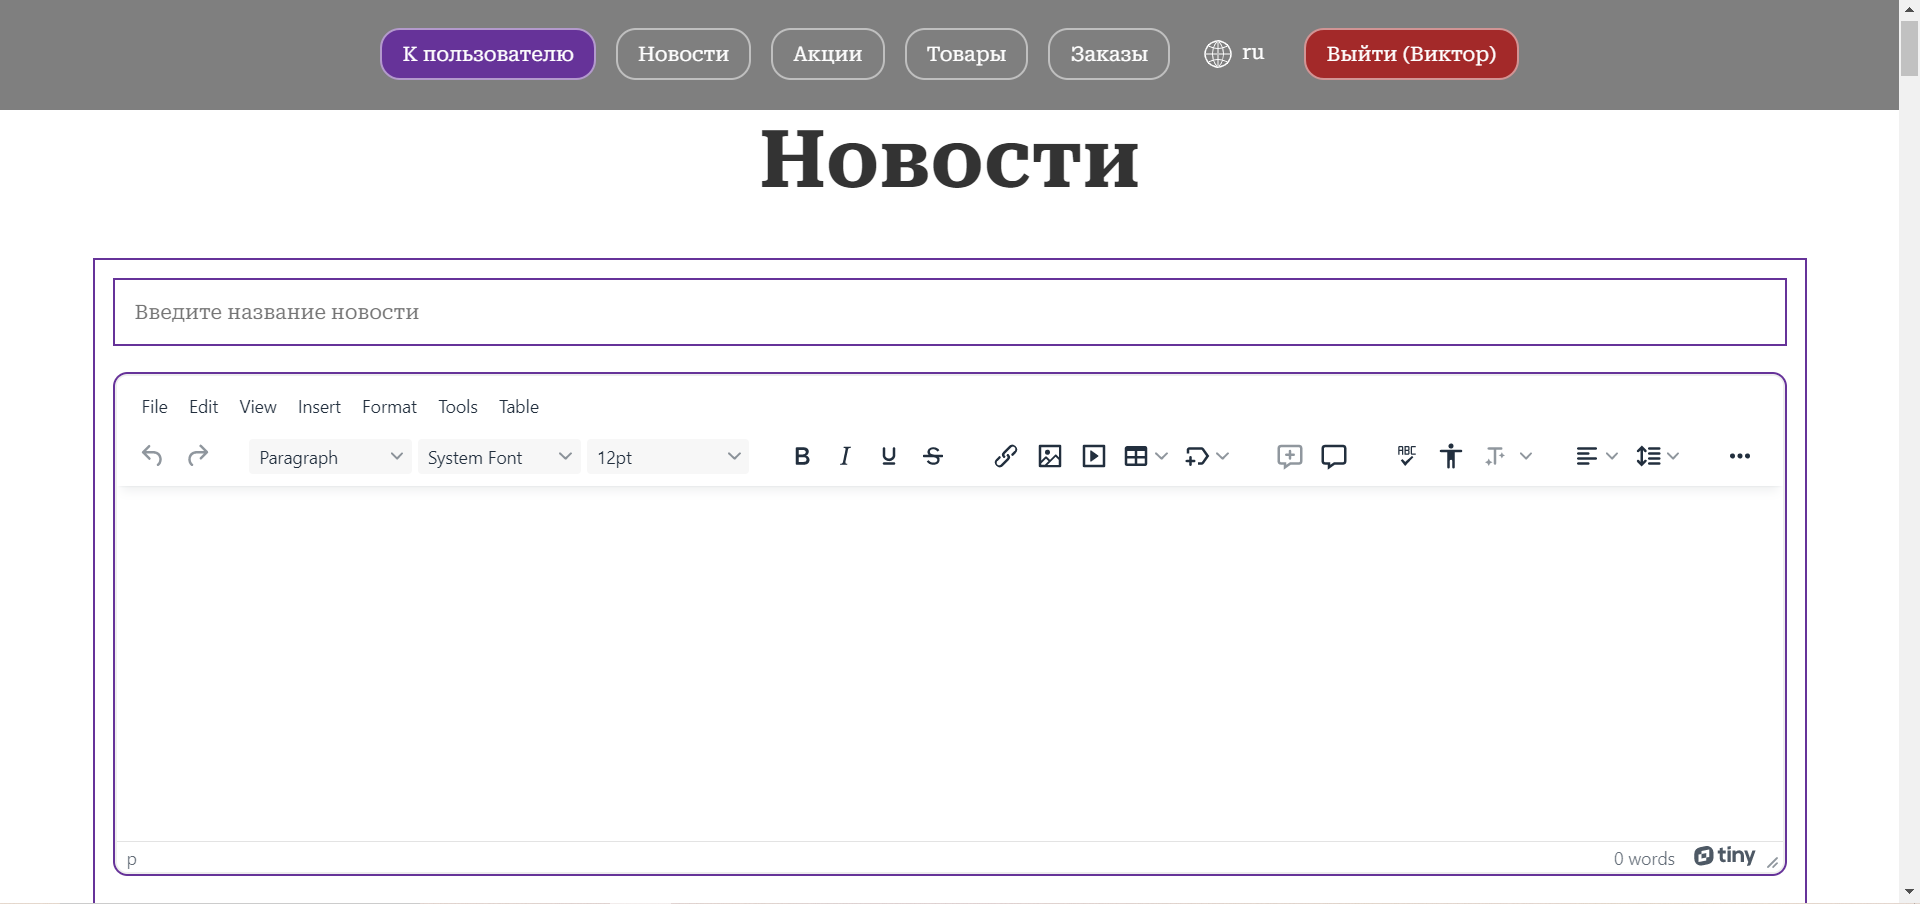 К пользователю Новости Акции Товары Заказы ru Выйти (Виктор)
Новости
Введите название новости
File Edit View Insert Format Tools Table
Paragraph System Font 12pt B I U S ABC T
p 0 words tiny